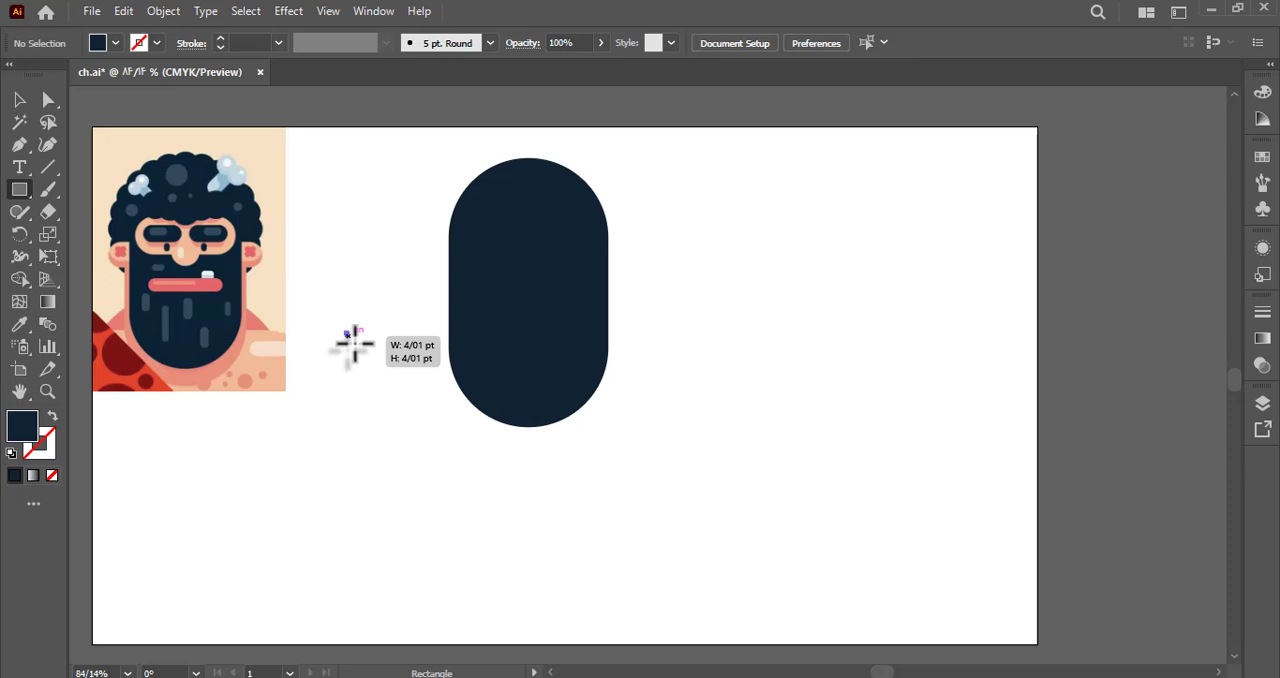 Ai File Edit Object Type Select Effect View Window Help
No Selection Stroke: 5 pt. Round Opacity: 100% Style: Document Setup Preferences
ch.ai* @ ۸۴/۱۴ % (CMYK/Preview)
W: 4/01 pt
H: 4/01 pt
84/14% 0° 1 Rectangle